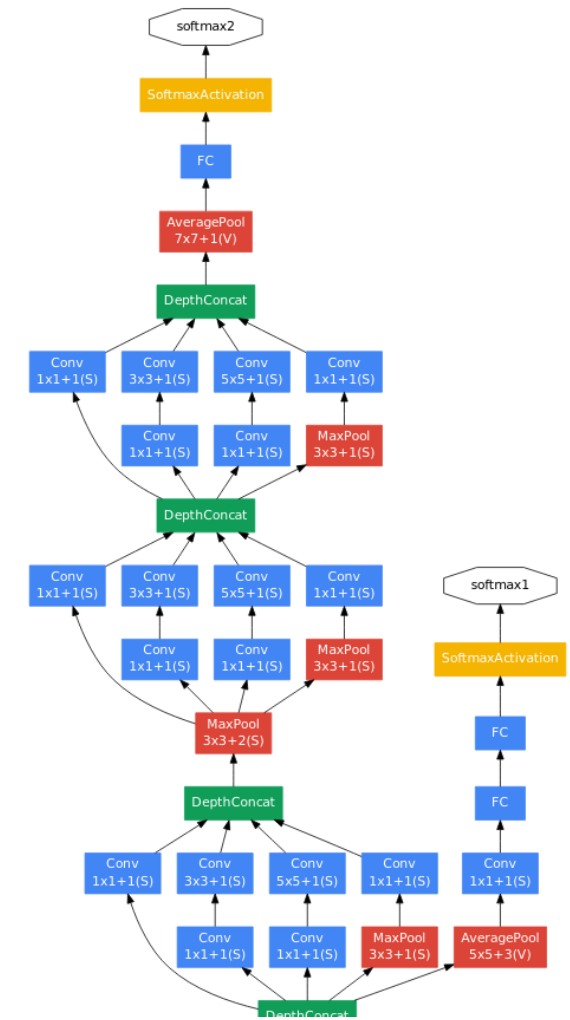 softmax2
SoftmaxActivation
FC
AveragePool
7x7+1(V)
DepthConcat
Conv
1x1+1(S)
Conv
3x3+1(S)
Conv
5x5+1(S)
Conv
1x1+1(S)
Conv
1x1+1(S)
Conv
1x1+1(S)
MaxPool
3x3+1(S)
DepthConcat
Conv
1x1+1(S)
Conv
3x3+1(S)
Conv
5x5+1(S)
Conv
1x1+1(S)
softmax1
Conv
1x1+1(S)
Conv
1x1+1(S)
MaxPool
3x3+1(S)
SoftmaxActivation
MaxPool
3x3+2(S)
FC
DepthConcat
FC
Conv
1x1+1(S)
Conv
3x3+1(S)
Conv
5x5+1(S)
Conv
1x1+1(S)
Conv
1x1+1(S)
Conv
1x1+1(S)
Conv
1x1+1(S)
MaxPool
3x3+1(S)
AveragePool
5x5+3(V)
DepthConcat